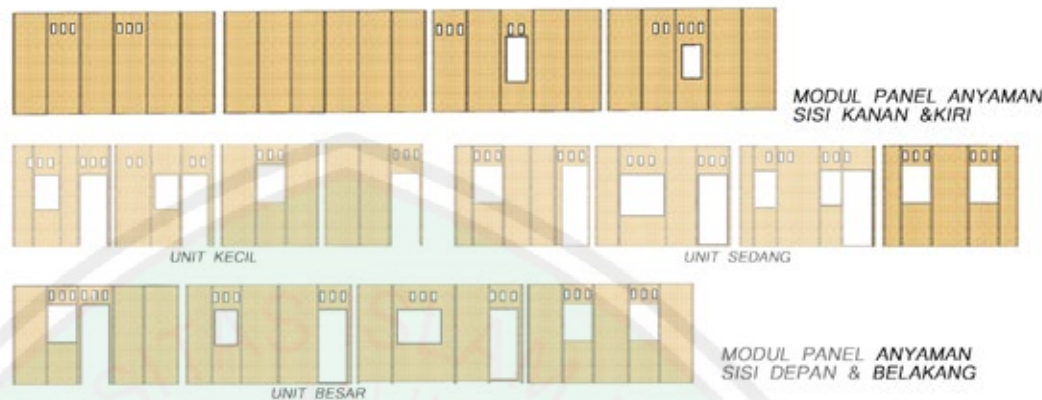 MODUL PANEL ANYAMAN
SISI KANAN &KIRI
UNIT KECIL
UNIT SEDANG
MODUL PANEL ANYAMAN
SISI DEPAN & BELAKANG
UNIT BESAR